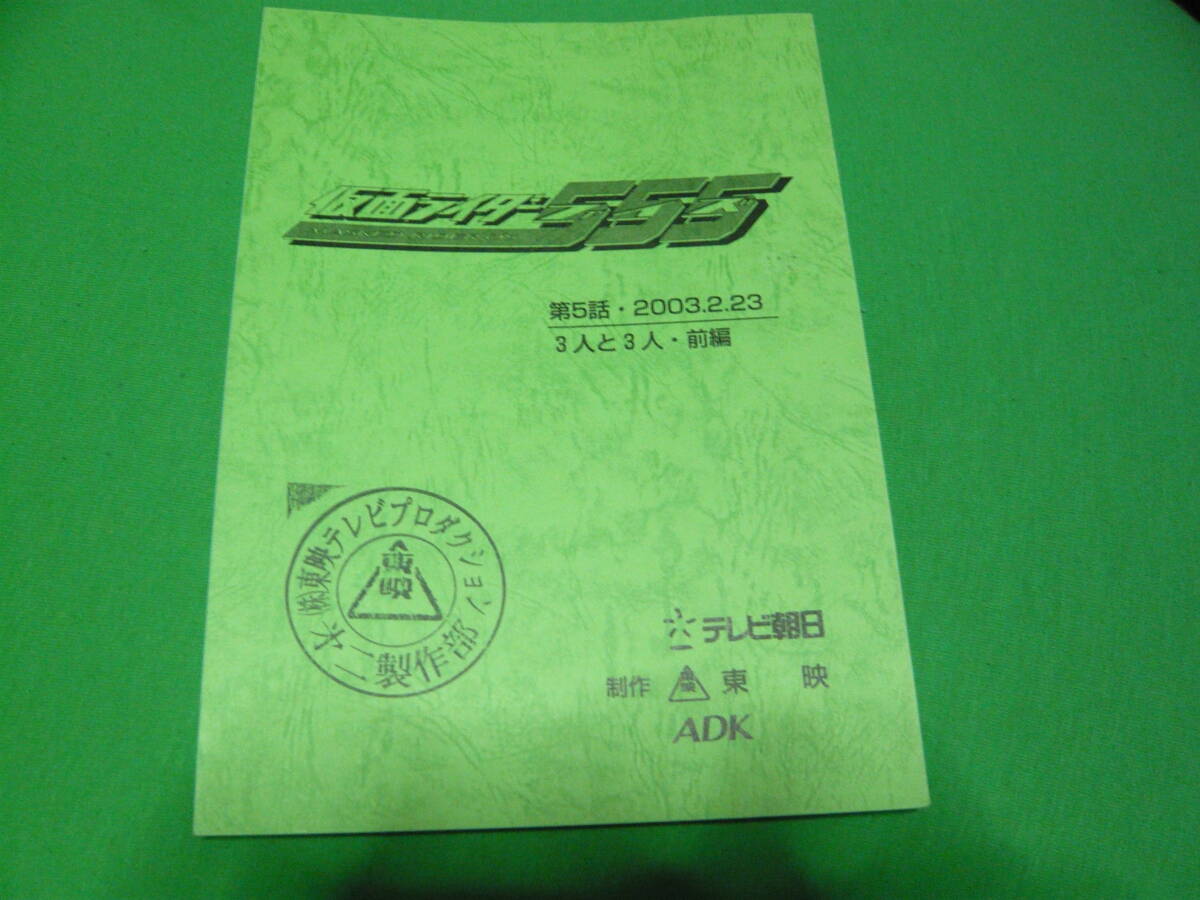 仮面ライダー555
第5話・2003.2.23
3人と3人・前編
(株)東映テレビプロダクション
第二製作部
東映
テレビ朝日
制作 東映 東 映
ADK